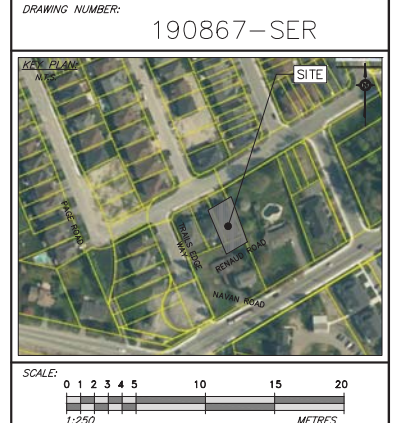 DRAWING NUMBER:
190867-SER
KEY PLAN:
N.T.S.
SITE
PAGE ROAD
TRAILS EDGE
WAY
RENAUD ROAD
NAVAN ROAD
SCALE:
0 1 2 3 4 5 10 15 20
1:250 METRES